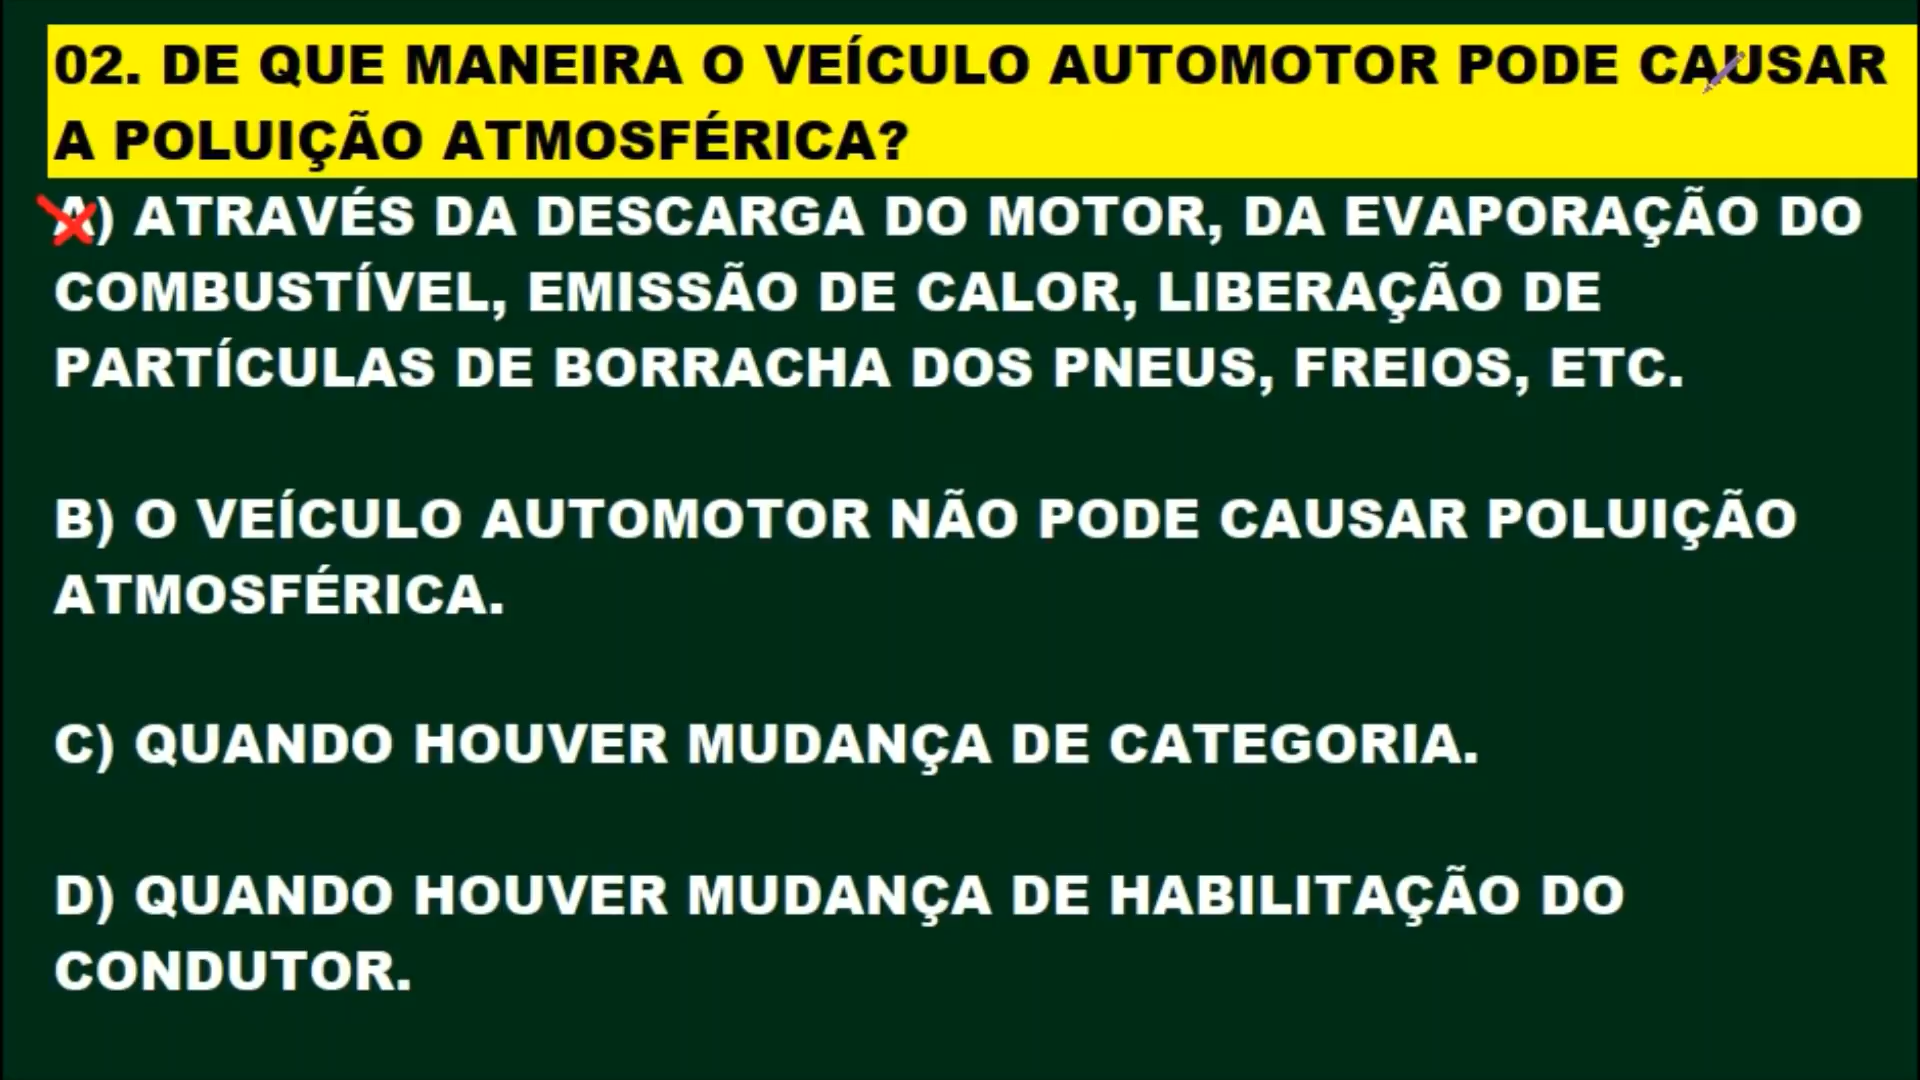 02. DE QUE MANEIRA O VEÍCULO AUTOMOTOR PODE CAUSAR
A POLUIÇÃO ATMOSFÉRICA?
A) ATRAVÉS DA DESCARGA DO MOTOR, DA EVAPORAÇÃO DO
COMBUSTÍVEL, EMISSÃO DE CALOR, LIBERAÇÃO DE
PARTÍCULAS DE BORRACHA DOS PNEUS, FREIOS, ETC.
B) O VEÍCULO AUTOMOTOR NÃO PODE CAUSAR POLUIÇÃO
ATMOSFÉRICA.
C) QUANDO HOUVER MUDANÇA DE CATEGORIA.
D) QUANDO HOUVER MUDANÇA DE HABILITAÇÃO DO
CONDUTOR.